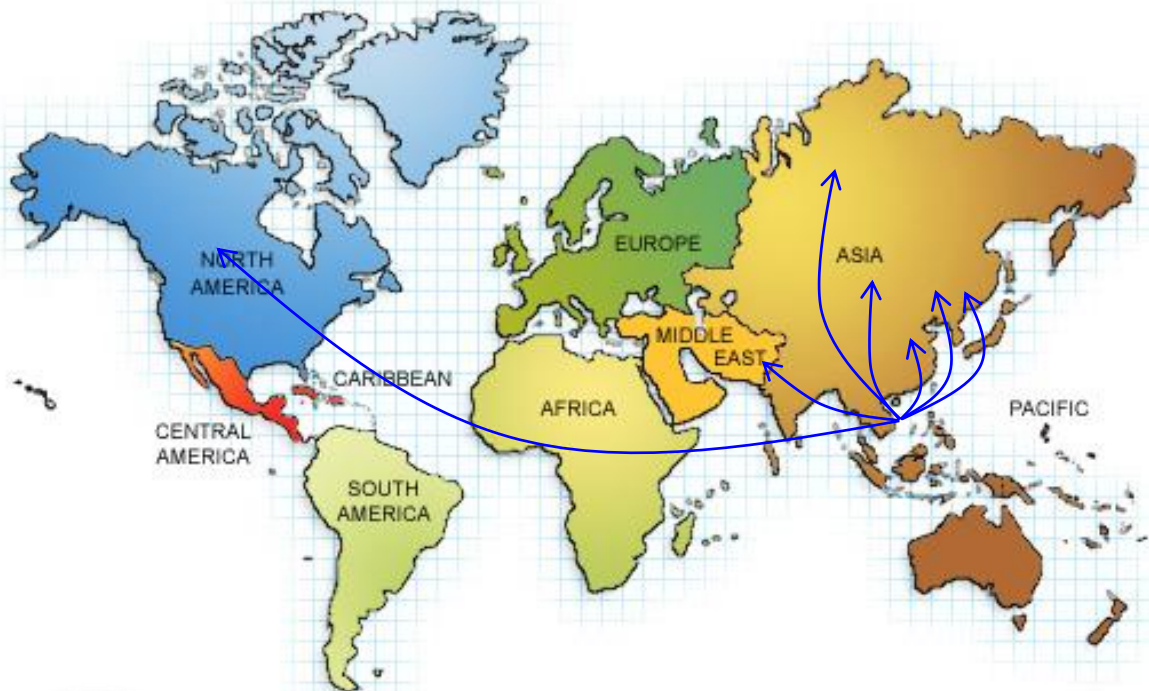 NORTH
AMERICA
EUROPE
ASIA
MIDDLE
EAST
CARIBBEAN
AFRICA
PACIFIC
CENTRAL
AMERICA
SOUTH
AMERICA